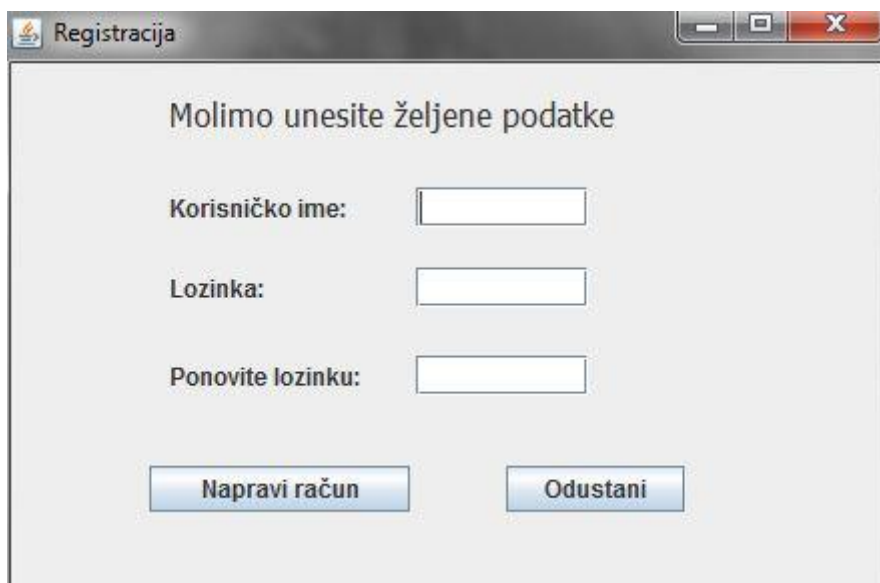 Registracija
Molimo unesite željene podatke
Korisničko ime:
Lozinka:
Ponovite lozinku:
Napravi račun Odustani